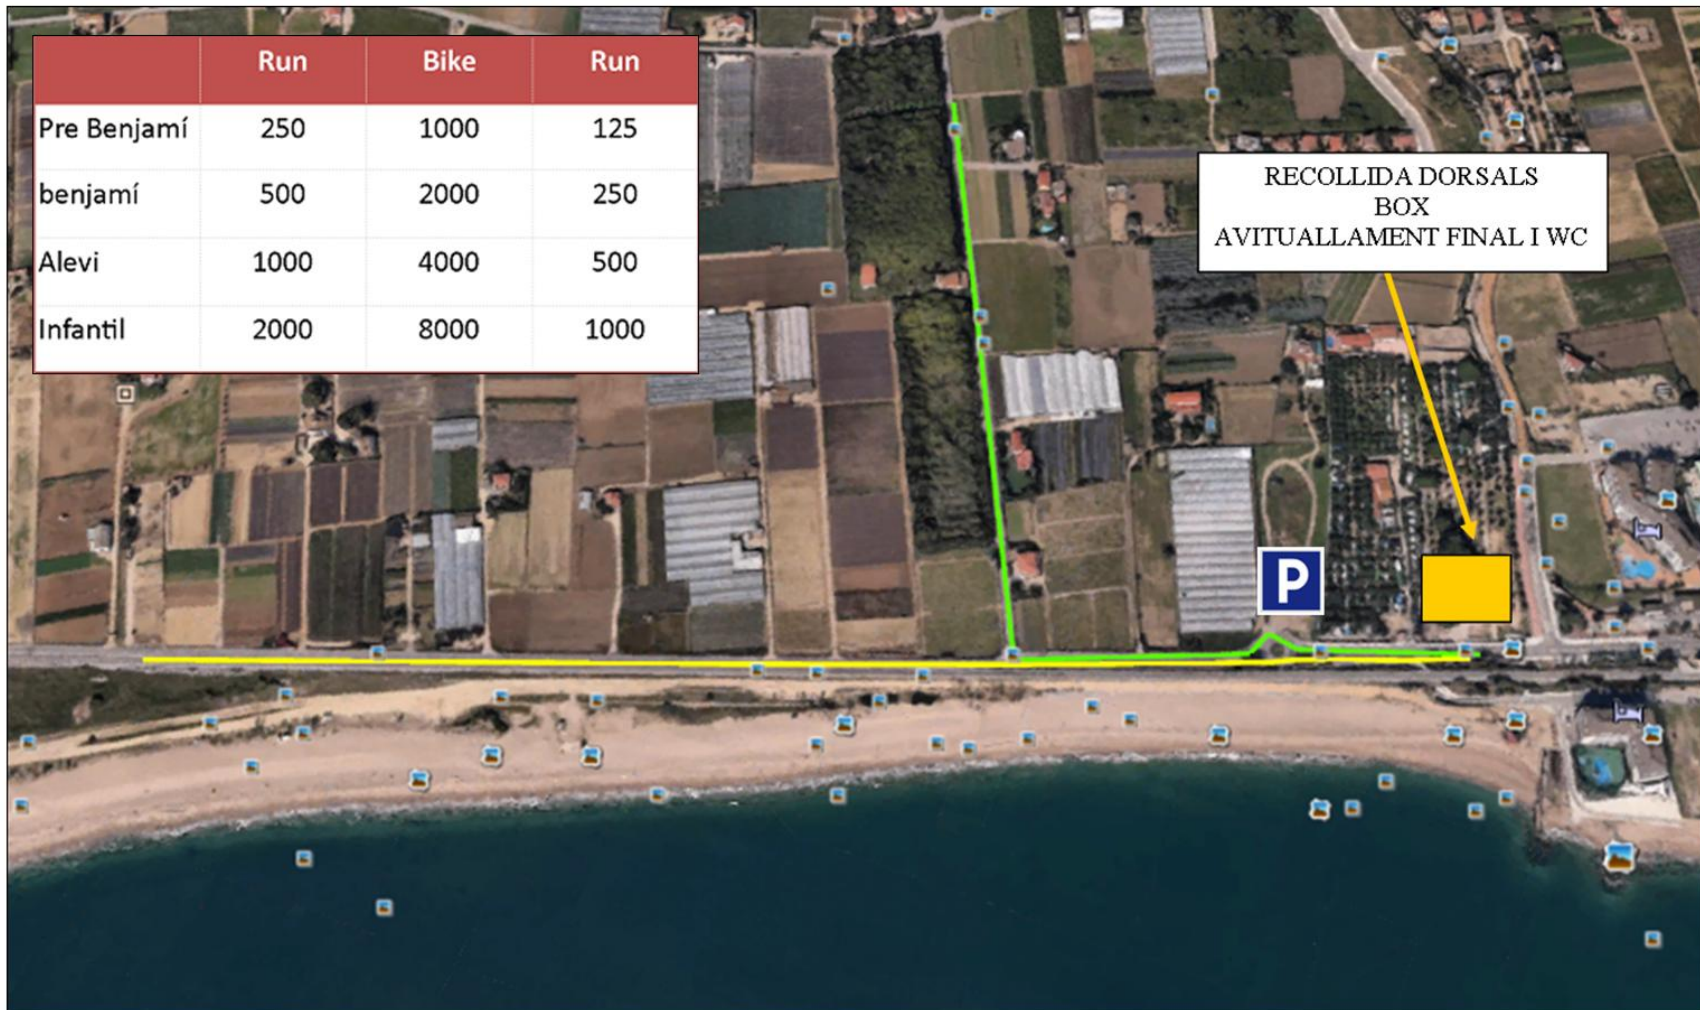 Run Bike Run
Pre Benjamí 250 1000 125
benjamí 500 2000 250
Alevi 1000 4000 500
Infantil 2000 8000 1000
RECOLLIDA DORSALS
BOX
AVITUALLAMENT FINAL I WC
P